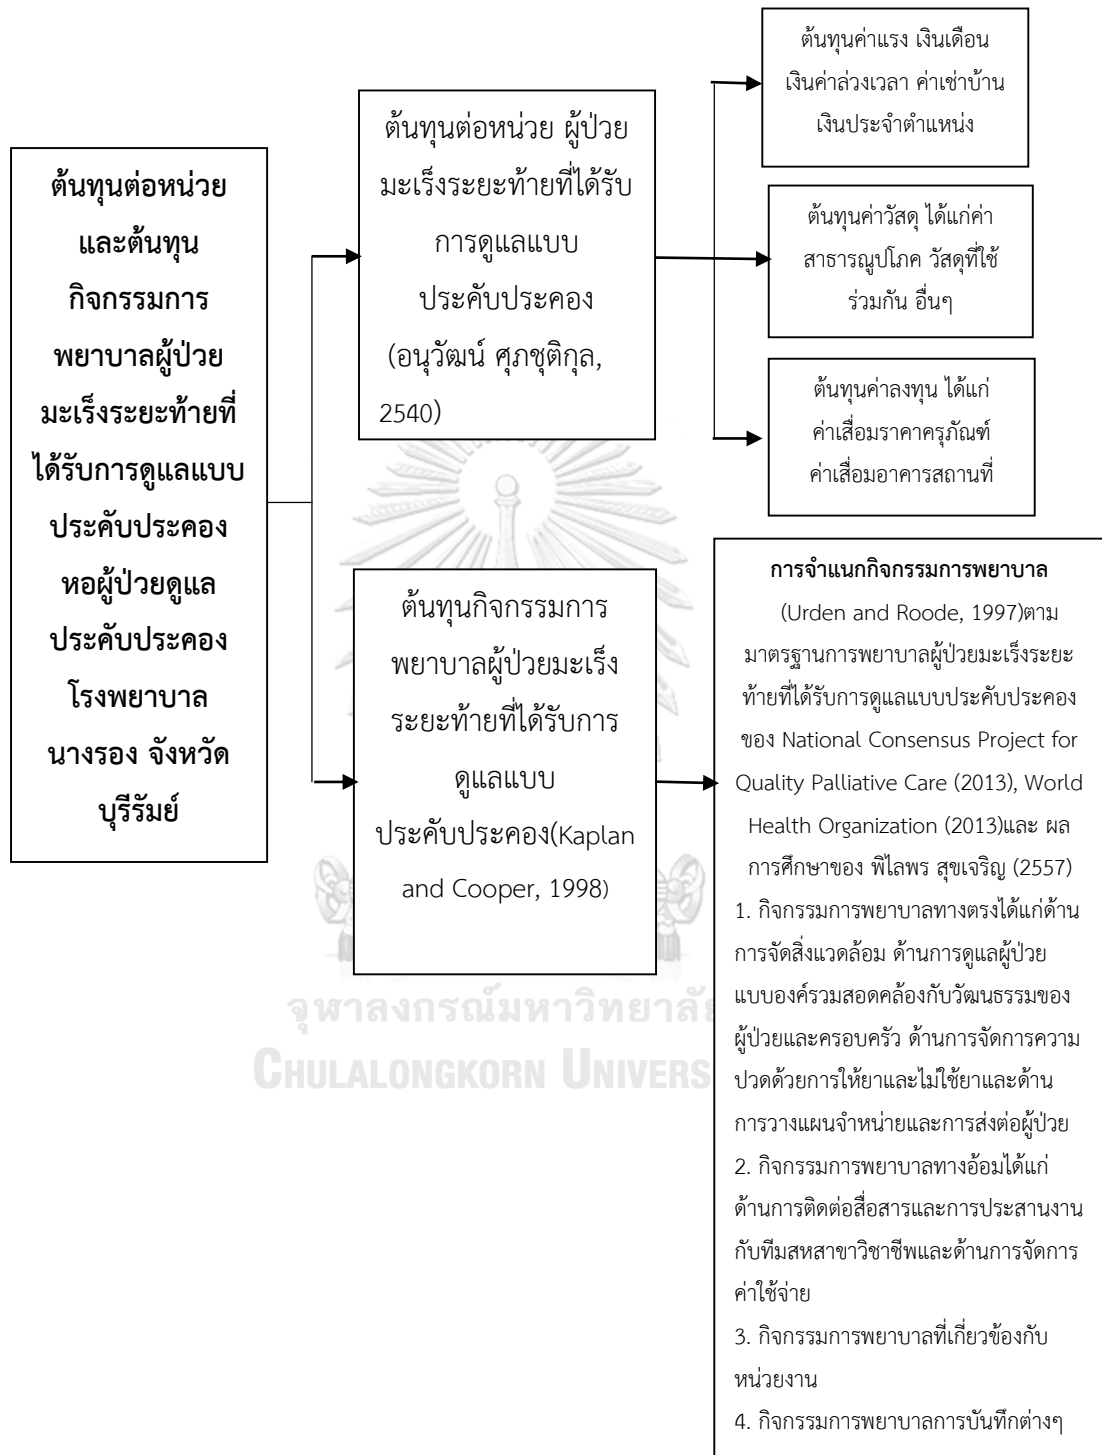 ต้นทุนต่อหน่วย
และต้นทุน
กิจกรรมการ
พยาบาลผู้ป่วย
มะเร็งระยะท้ายที่
ได้รับการดูแลแบบ
ประคับประคอง
หอผู้ป่วยดูแล
ประคับประคอง
โรงพยาบาล
นางรอง จังหวัด
บุรีรัมย์
ต้นทุนต่อหน่วย ผู้ป่วย
มะเร็งระยะท้ายที่ได้รับ
การดูแลแบบ
ประคับประคอง
(อนุวัฒน์ ศุภชุติกุล,
2540)
ต้นทุนค่าแรง เงินเดือน
เงินค่าล่วงเวลา ค่าเช่าบ้าน
เงินประจำตำแหน่ง
ต้นทุนค่าวัสดุ ได้แก่ค่า
สาธารณูปโภค วัสดุที่ใช้
ร่วมกัน อื่นๆ
ต้นทุนค่าลงทุน ได้แก่
ค่าเสื่อมราคาครุภัณฑ์
ค่าเสื่อมอาคารสถานที่
ต้นทุนกิจกรรมการ
พยาบาลผู้ป่วยมะเร็ง
ระยะท้ายที่ได้รับการ
ดูแลแบบ
ประคับประคอง(Kaplan
and Cooper, 1998)
การจำแนกกิจกรรมการพยาบาล
(Urden and Roode, 1997)ตาม
มาตรฐานการพยาบาลผู้ป่วยมะเร็งระยะ
ท้ายที่ได้รับการดูแลแบบประคับประคอง
ของ National Consensus Project for
Quality Palliative Care (2013), World
Health Organization (2013)และ ผล
การศึกษาของ พิไลพร สุขเจริญ (2557)
1. กิจกรรมการพยาบาลทางตรงได้แก่ด้าน
การจัดสิ่งแวดล้อม ด้านการดูแลผู้ป่วย
แบบองค์รวมสอดคล้องกับวัฒนธรรมของ
ผู้ป่วยและครอบครัว ด้านการจัดการความ
ปวดด้วยการให้ยาและไม่ใช้ยาและด้าน
การวางแผนจำหน่ายและการส่งต่อผู้ป่วย
2. กิจกรรมการพยาบาลทางอ้อมได้แก่
ด้านการติดต่อสื่อสารและการประสานงาน
กับทีมสหสาขาวิชาชีพและด้านการจัดการ
ค่าใช้จ่าย
3. กิจกรรมการพยาบาลที่เกี่ยวข้องกับ
หน่วยงาน
4. กิจกรรมการพยาบาลการบันทึกต่างๆ
จุฬาลงกรณ์มหาวิทยาลัย
CHULALONGKORN UNIVERS